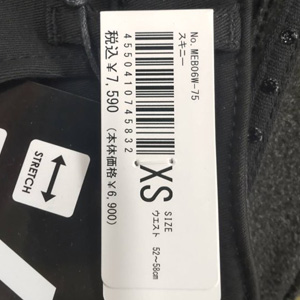 No.MEB06W-75
スキニー
4550410745832
XS
SIZE
ウエスト 52~58cm
税込¥7,590
(本体価格¥6,900)
STRETCH